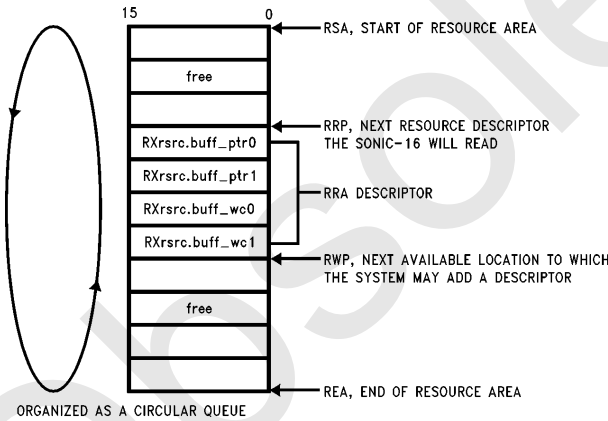 15 0
RSA, START OF RESOURCE AREA
free
RRP, NEXT RESOURCE DESCRIPTOR
THE SONIC-16 WILL READ
RXrsrc.buff_ptr0
RXrsrc.buff_ptr1
RRA DESCRIPTOR
RXrsrc.buff_wc0
RXrsrc.buff_wc1
RWP, NEXT AVAILABLE LOCATION TO WHICH
THE SYSTEM MAY ADD A DESCRIPTOR
free
REA, END OF RESOURCE AREA
ORGANIZED AS A CIRCULAR QUEUE
obsole